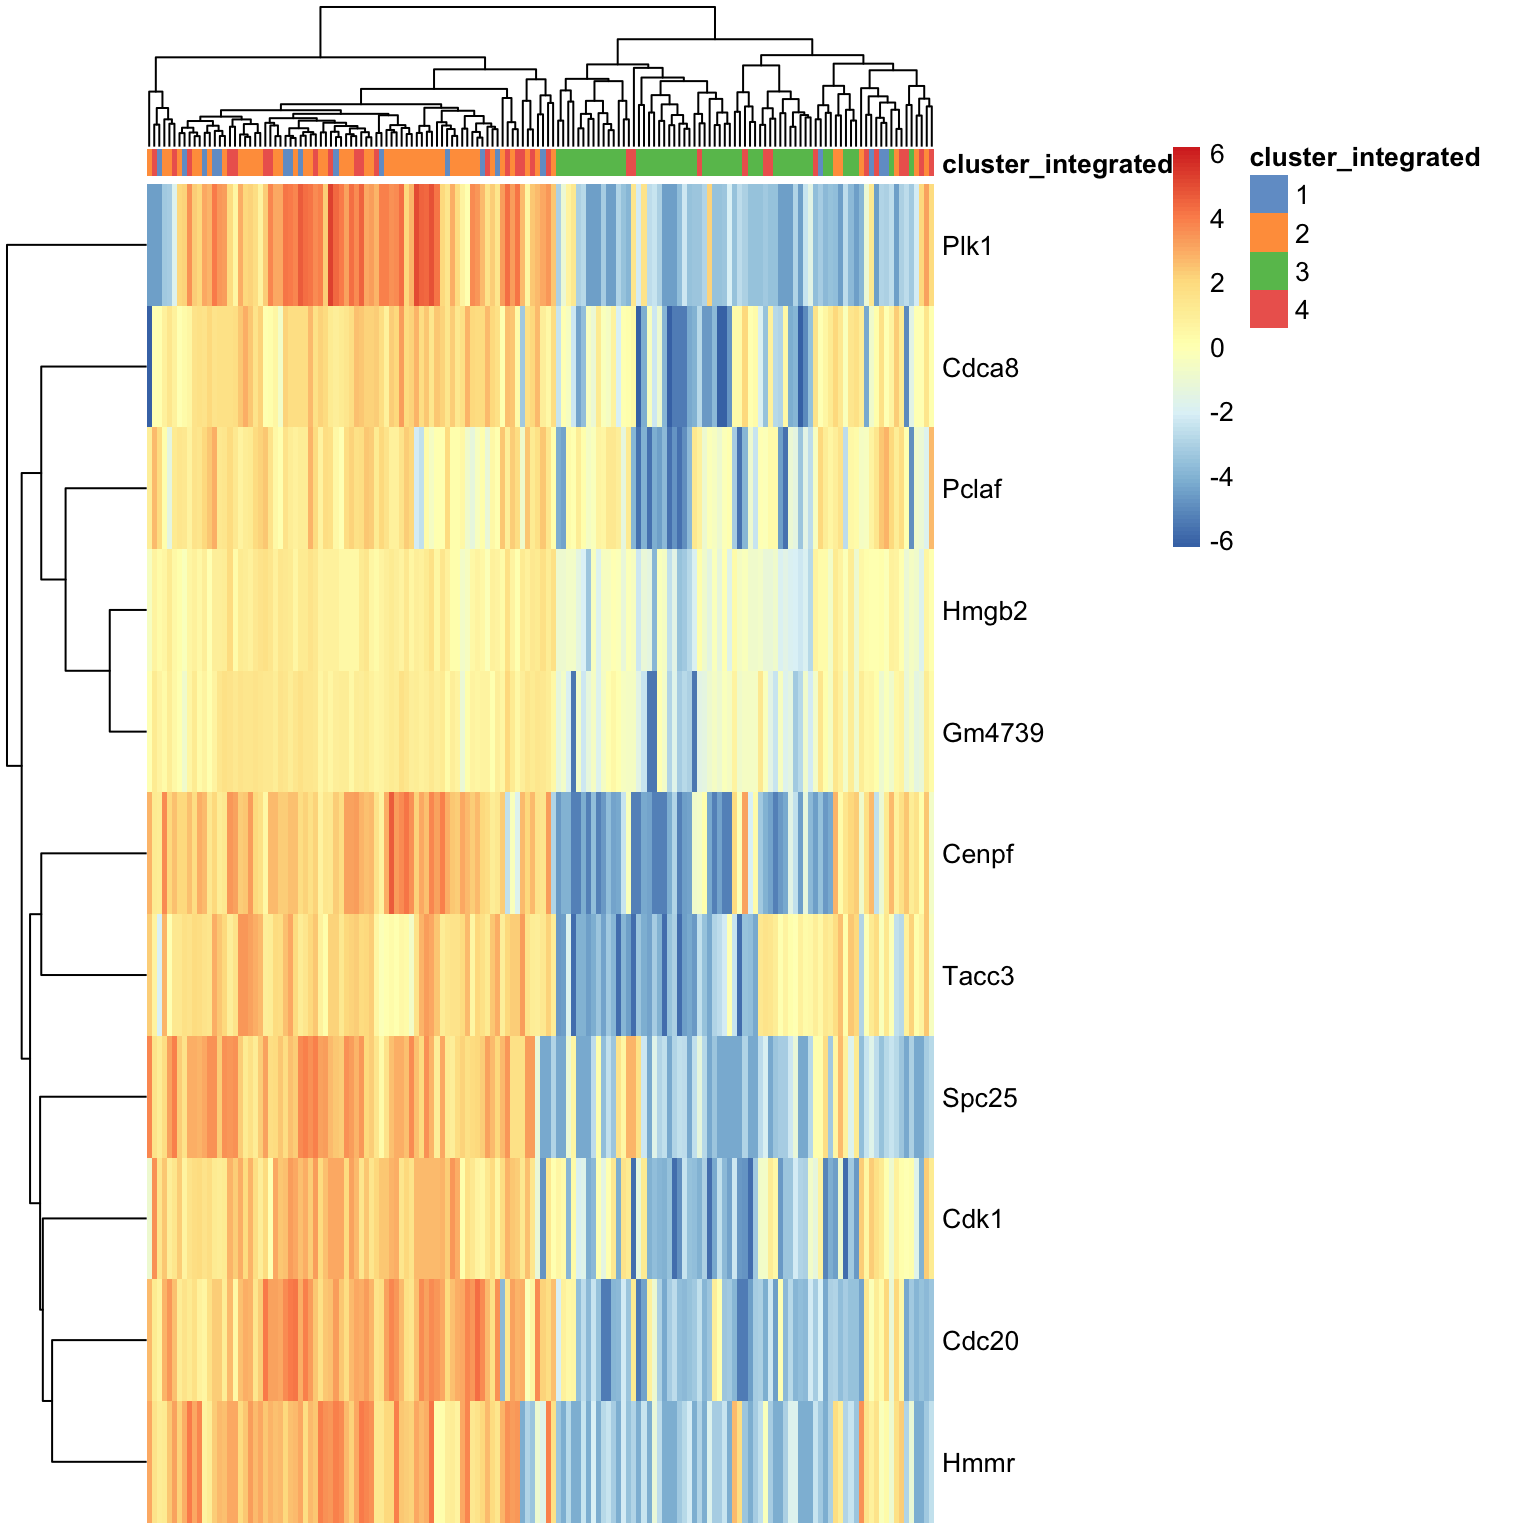 cluster_integrated
6
4
2
0
-2
-4
-6
cluster_integrated
1
2
3
4
Plk1
Cdca8
Pclaf
Hmgb2
Gm4739
Cenpf
Tacc3
Spc25
Cdk1
Cdc20
Hmmr